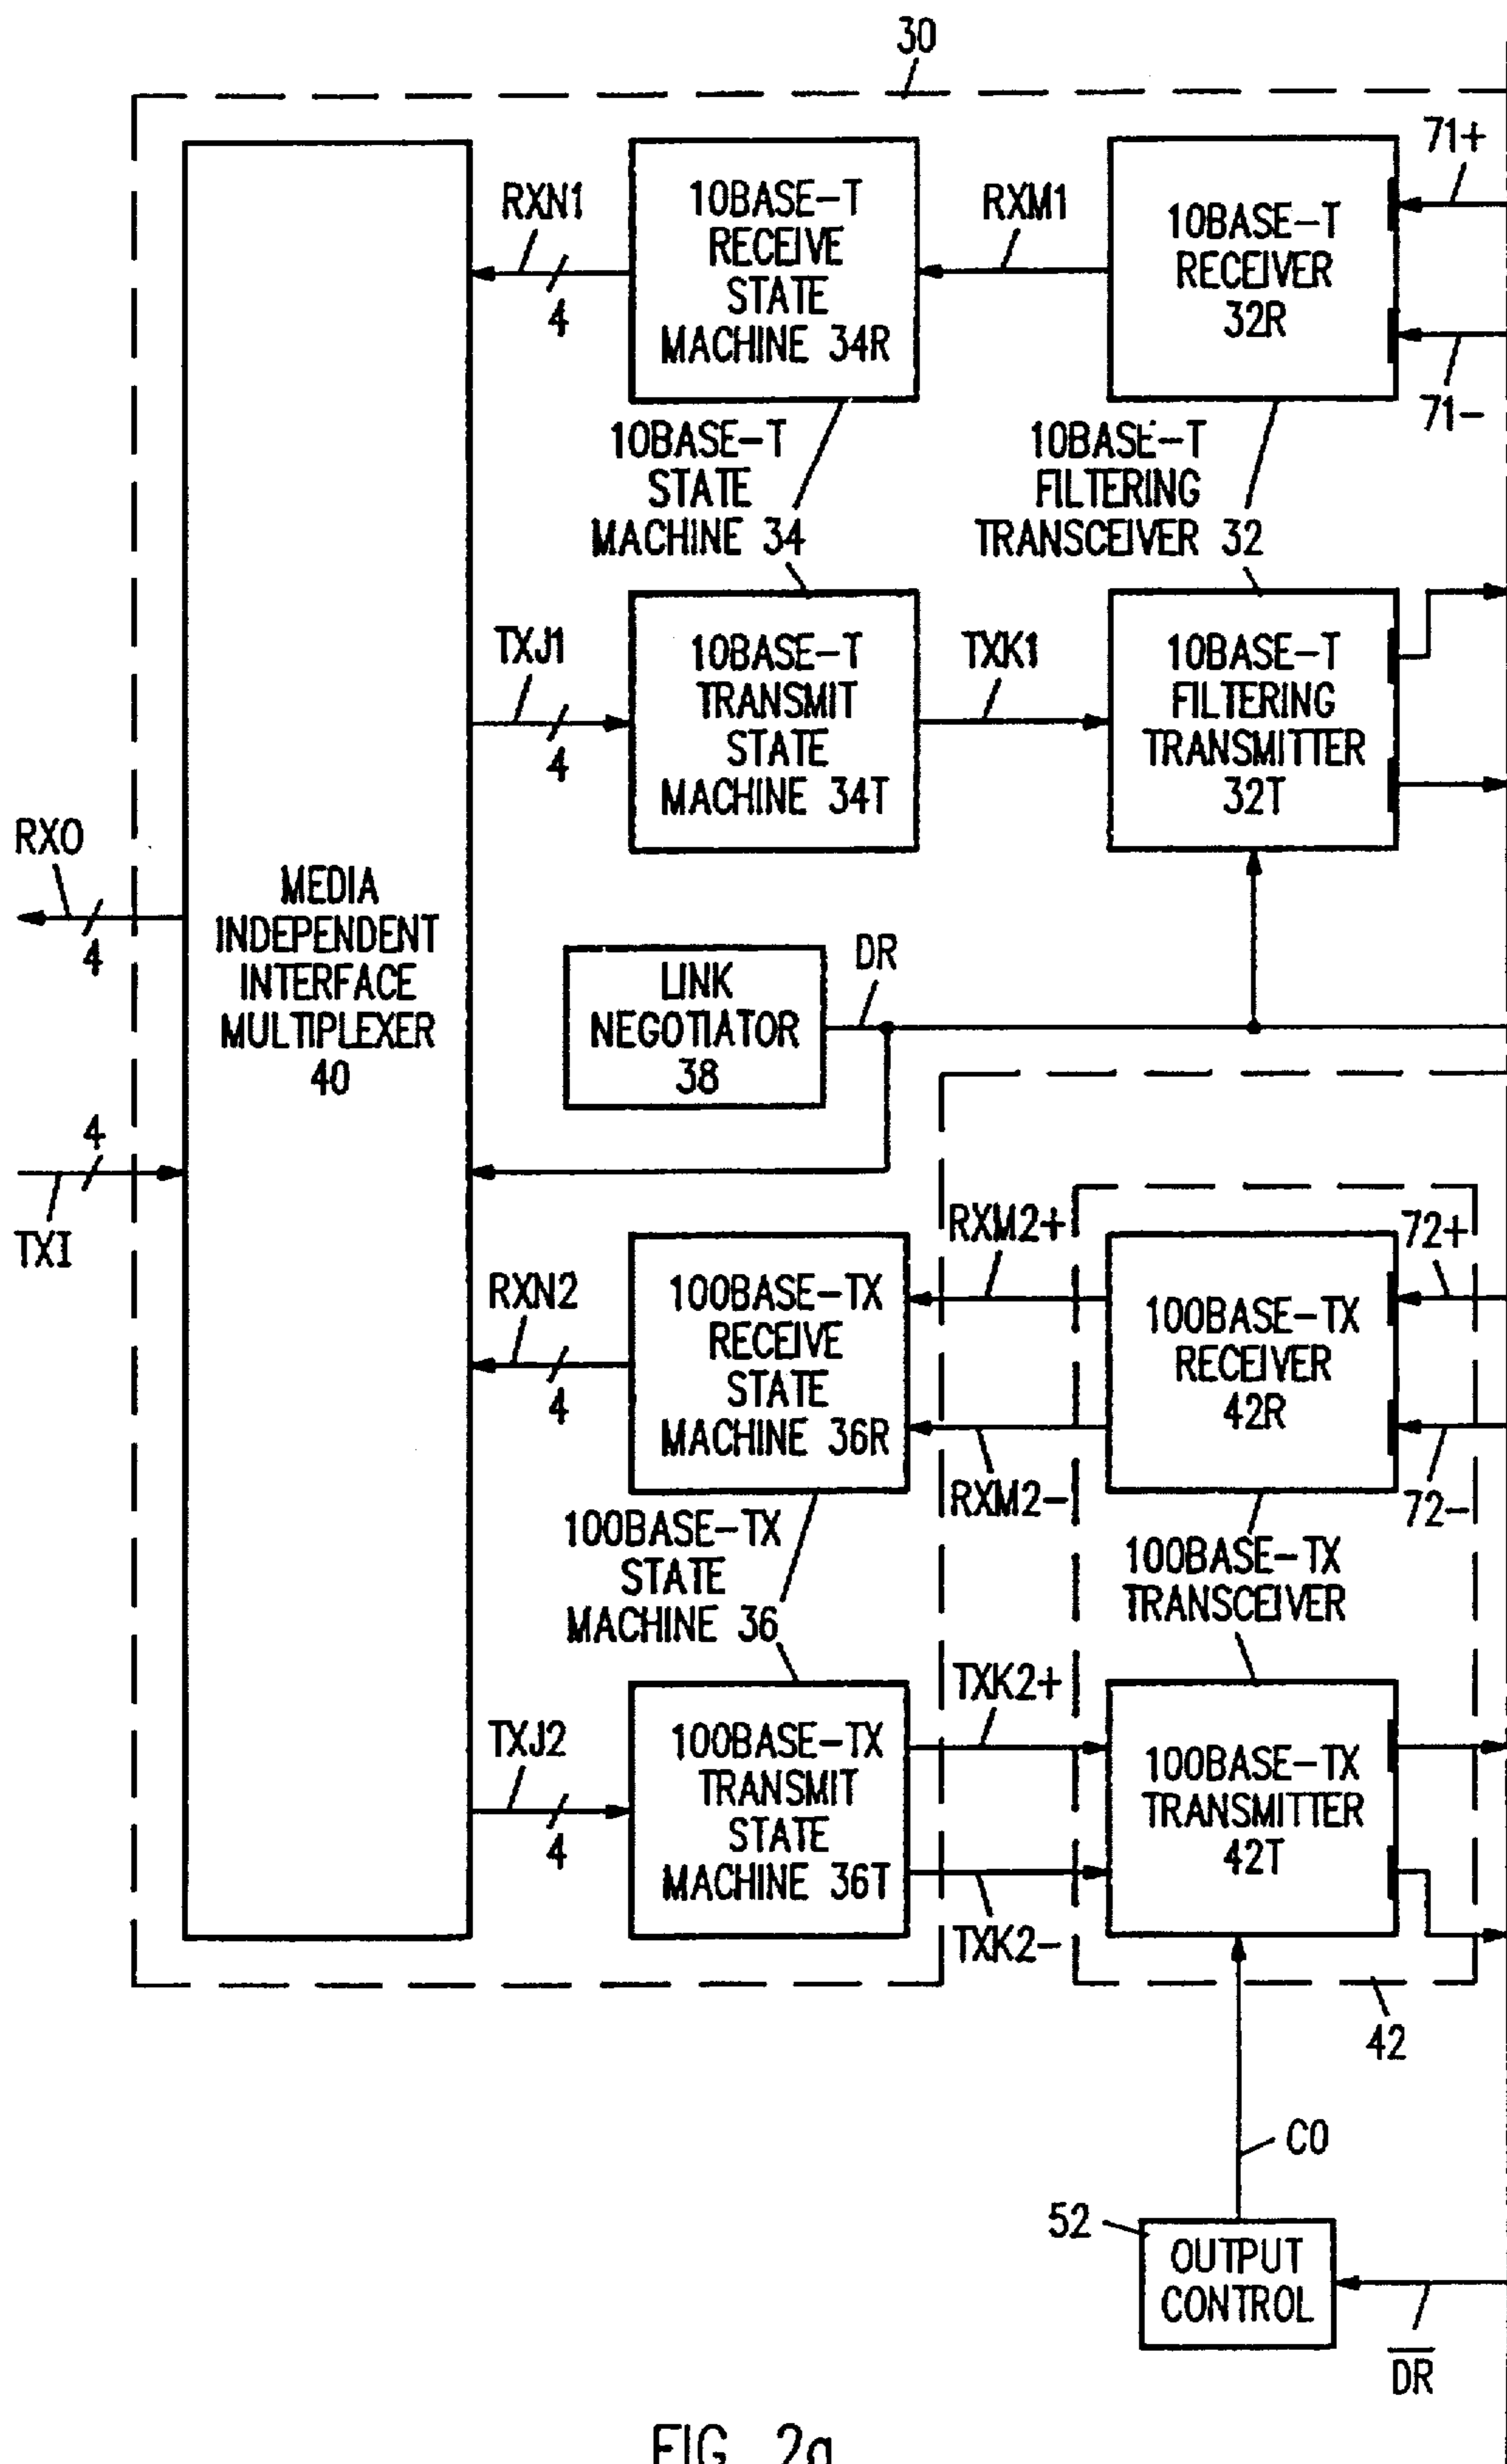 30
71+
RXN1
4
10BASE-T
RECEIVE
STATE
MACHINE 34R
RXM1
10BASE-T
RECEIVER
32R
71-
10BASE-T
STATE
MACHINE 34
10BASE-T
FILTERING
TRANSCEIVER 32
TXJ1
4
10BASE-T
TRANSMIT
STATE
MACHINE 34T
TXK1
10BASE-T
FILTERING
TRANSMITTER
32T
RXO
4
MEDIA
INDEPENDENT
INTERFACE
MULTIPLEXER
40
LINK
NEGOTIATOR
38
DR
4
TXI
RXN2
4
100BASE-TX
RECEIVE
STATE
MACHINE 36R
RXM2+
RXM2-
72+
100BASE-TX
RECEIVER
42R
72-
100BASE-TX
STATE
MACHINE 36
100BASE-TX
TRANSCEIVER
TXJ2
4
100BASE-TX
TRANSMIT
STATE
MACHINE 36T
TXK2+
TXK2-
100BASE-TX
TRANSMITTER
42T
42
CO
52
OUTPUT
CONTROL
D̅R̅
FIG. 2a